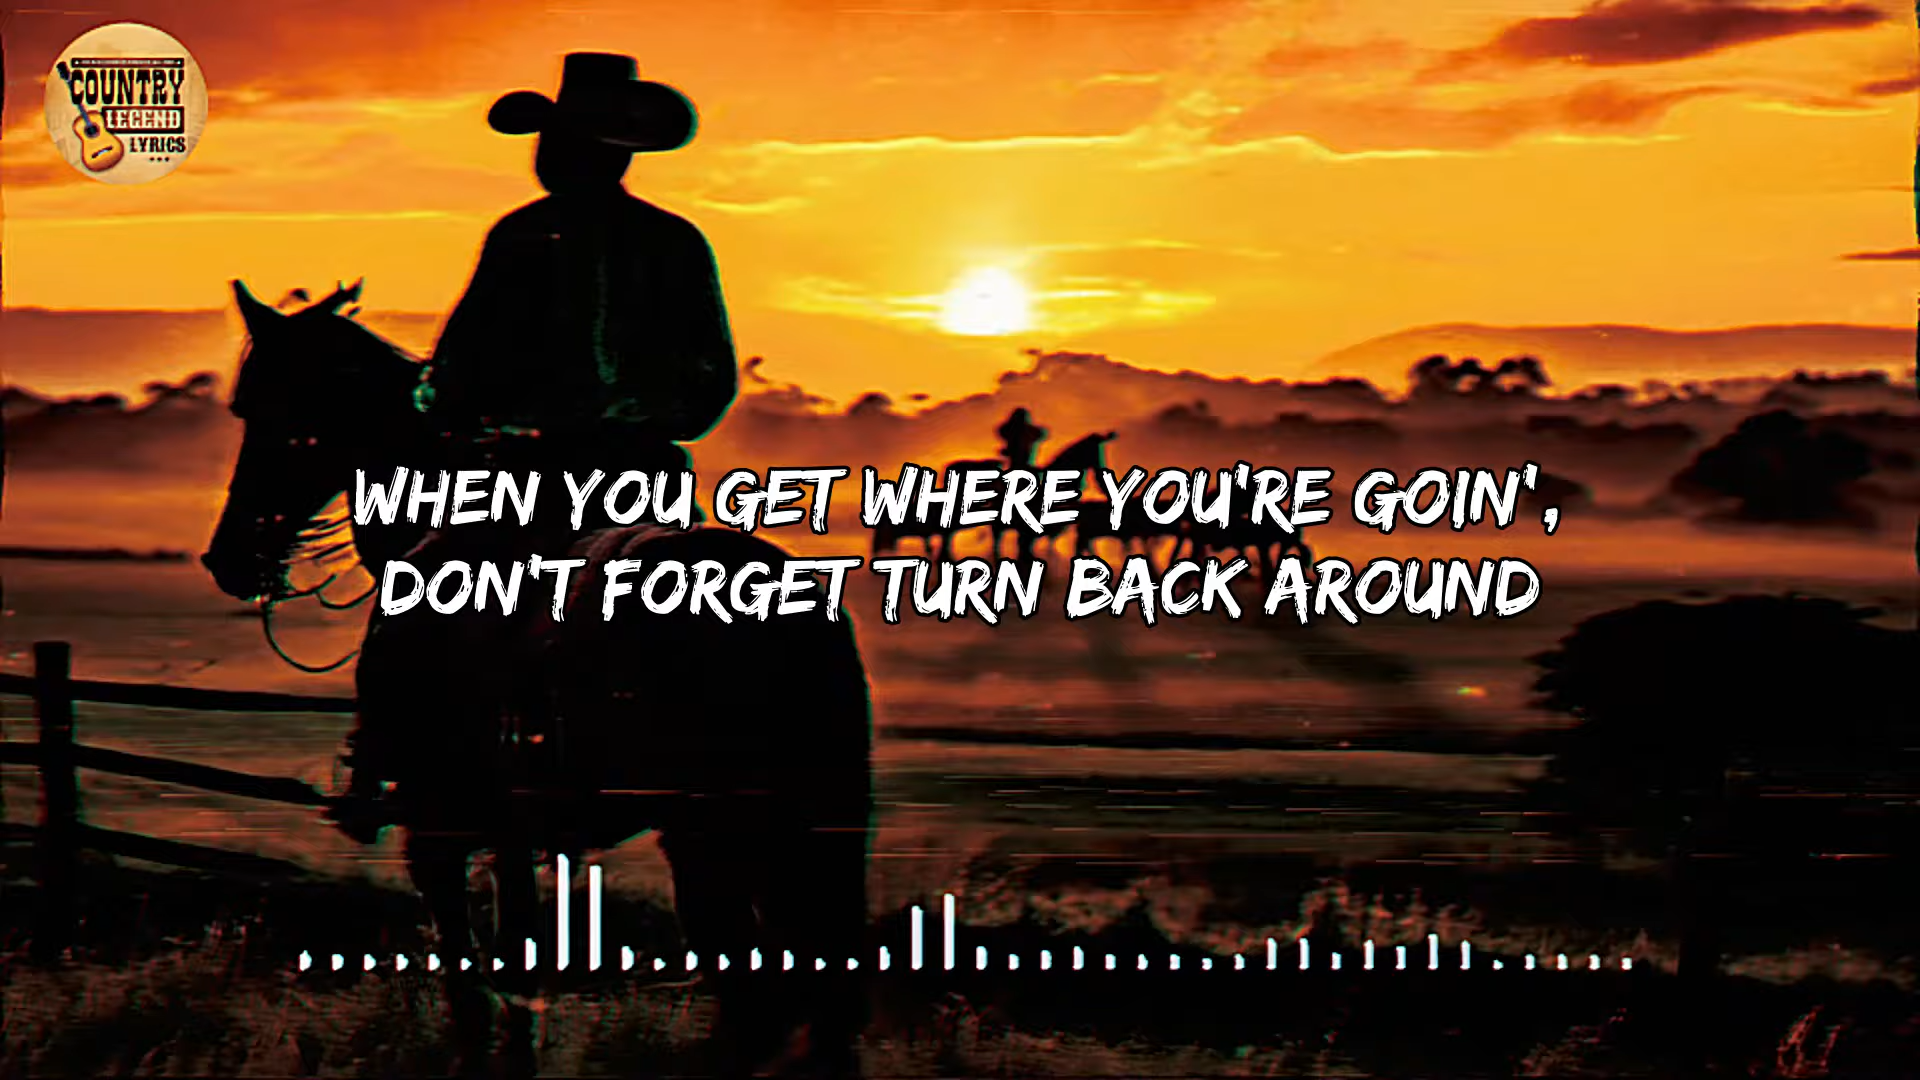 COUNTRY
LEGEND
LYRICS
WHEN YOU GET WHERE YOU'RE GOIN',
DON'T FORGET TURN BACK AROUND